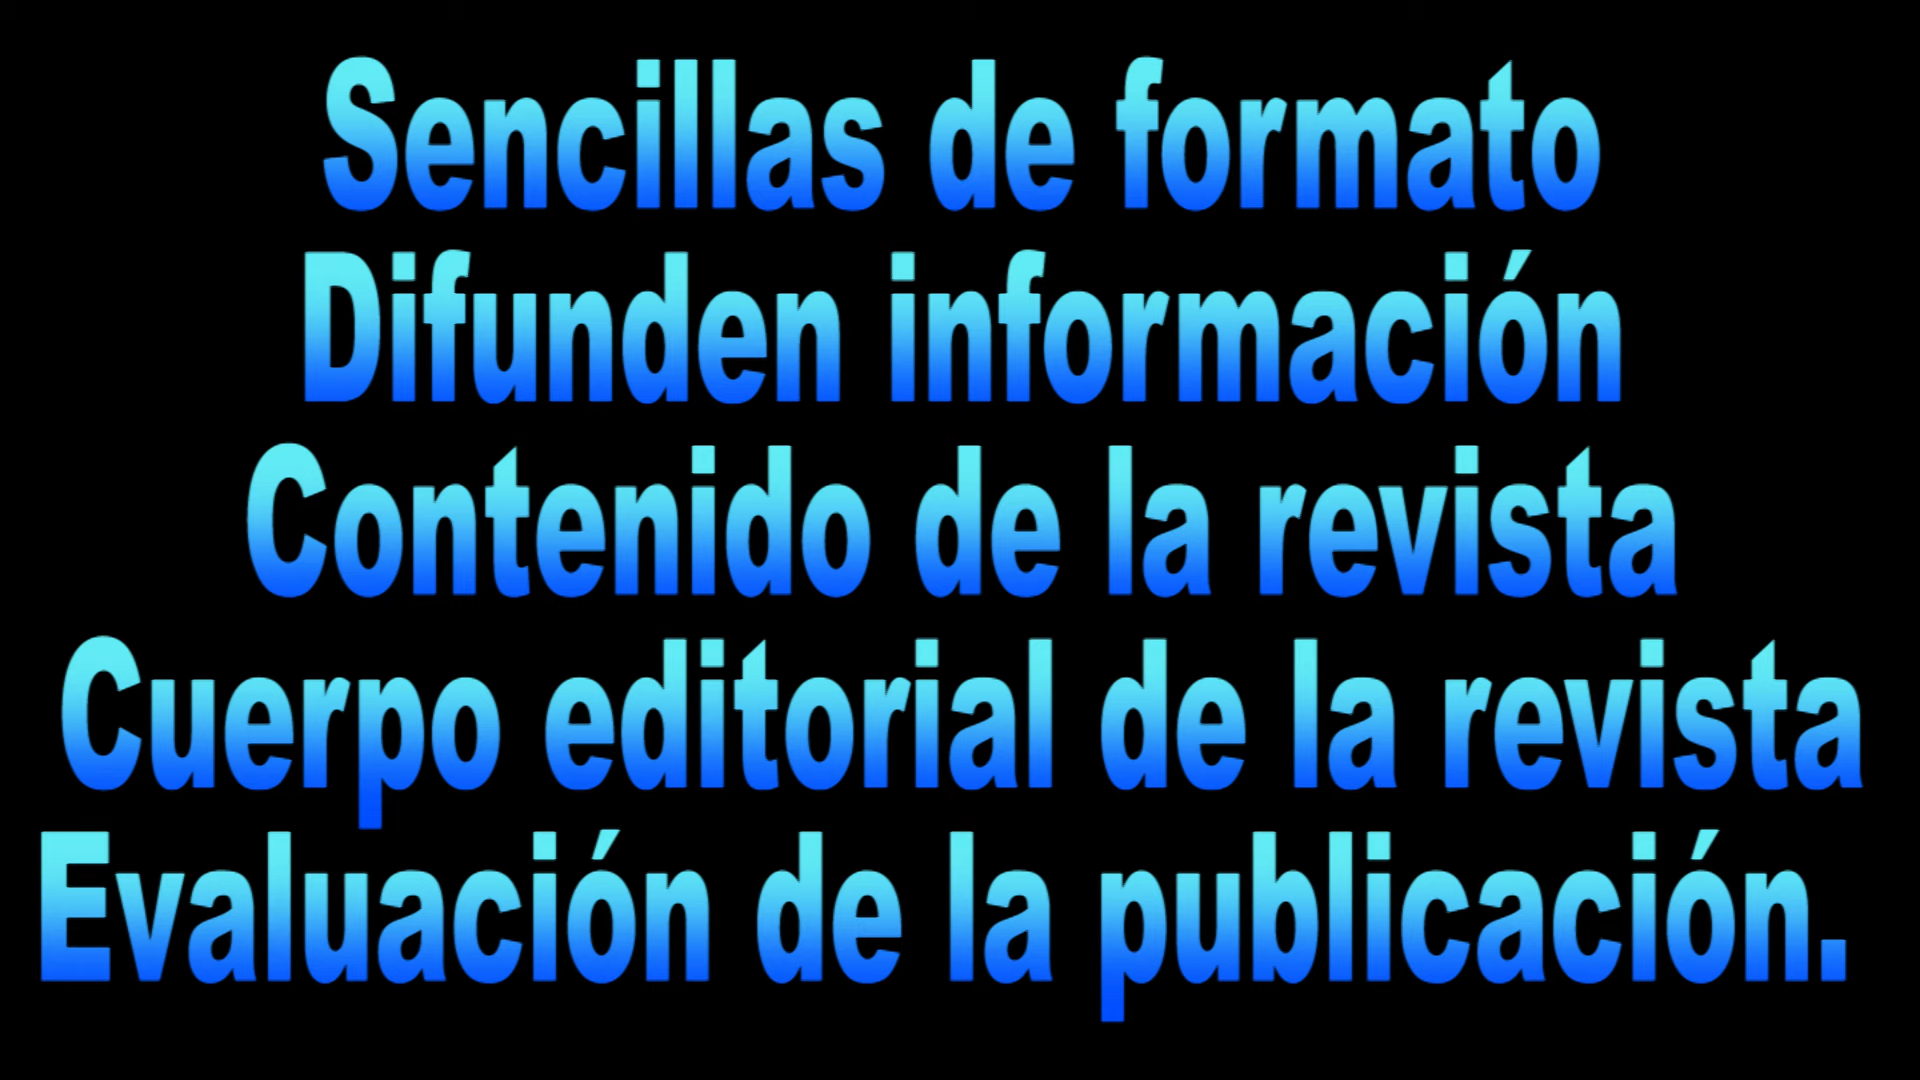 Sencillas de formato
Difunden información
Contenido de la revista
Cuerpo editorial de la revista
Evaluación de la publicación.